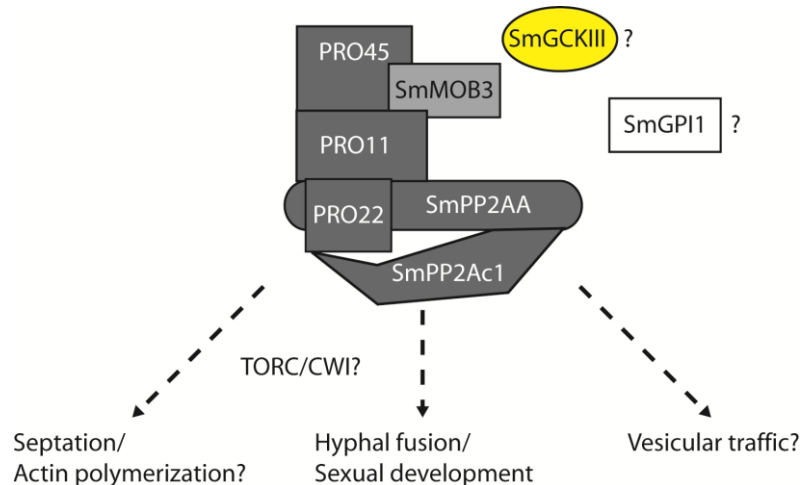 PRO45
SmGCKIII ?
SmMOB3
SmGPI1 ?
PRO11
PRO22
SmPP2AA
SmPP2Ac1
TORC/CWI?
Septation/
Actin polymerization?
Hyphal fusion/
Sexual development
Vesicular traffic?